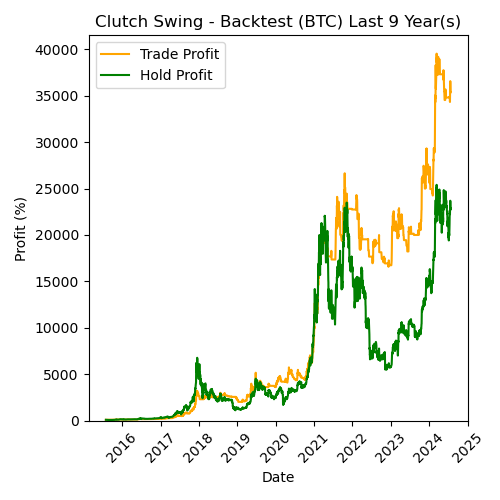 Clutch Swing - Backtest (BTC) Last 9 Year(s)
Trade Profit
Hold Profit
Profit (%)
40000
35000
30000
25000
20000
15000
10000
5000
0
2016 2017 2018 2019 2020 2021 2022 2023 2024 2025
Date